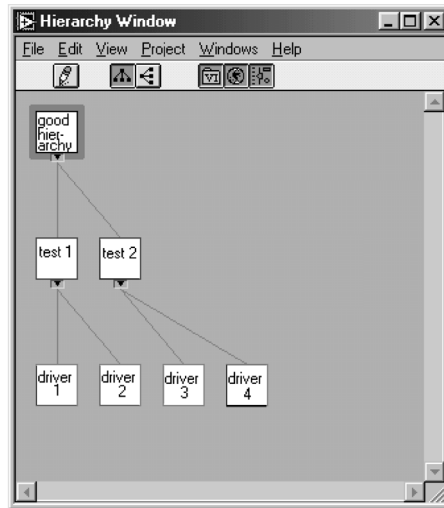 Hierarchy Window
File Edit View Project Windows Help
VI
good
hier-
archy
test 1 test 2
driver driver driver driver
1 2 3 4